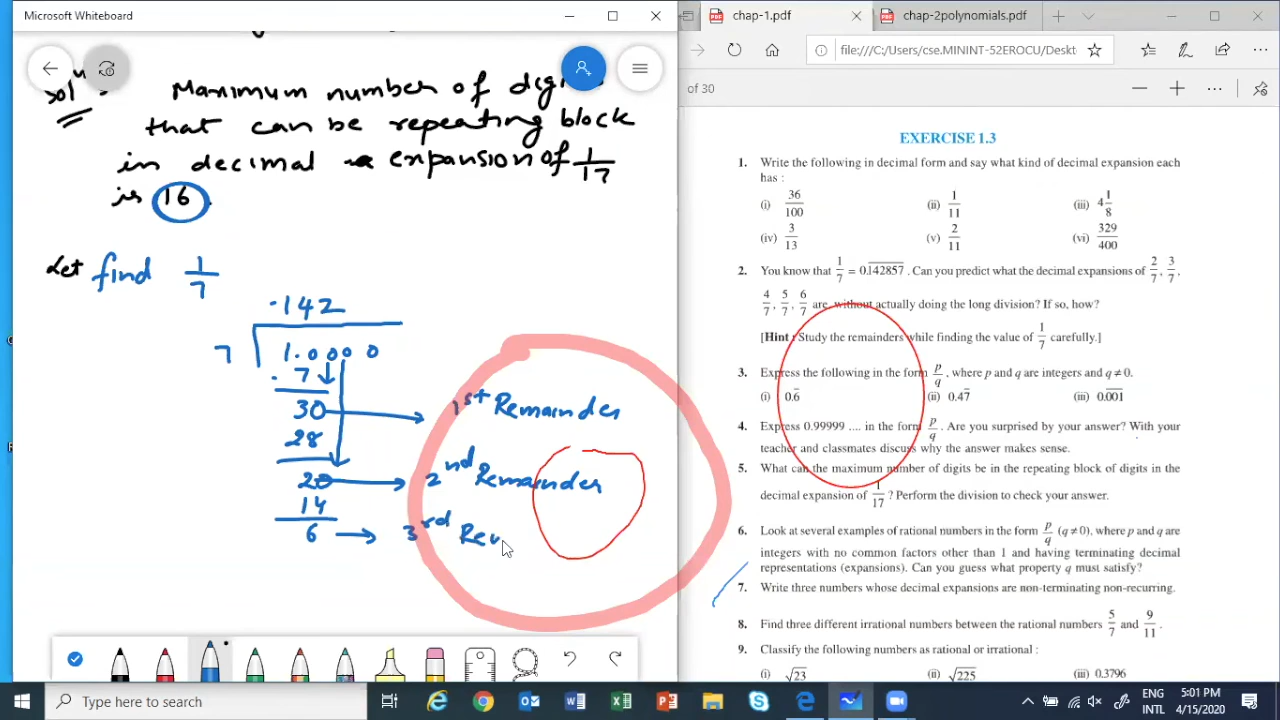 Microsoft Whiteboard
Solⁿ
Maximum number of digi
that can be repeating block
in decimal expansion of 1/17
is 16
Let find 1/7
.142
7 1.0000
.7
30 → 1st Remainder
28
20 → 2nd Remainder
14
6 → 3rd Rem
chap-1.pdf
chap-2polynomials.pdf
file:///C:/Users/cse.MININT-52EROCU/Deskt
of 30
EXERCISE 1.3
1. Write the following in decimal form and say what kind of decimal expansion each
has :
(i) 36/100 (ii) 1/11 (iii) 4 1/8
(iv) 3/13 (v) 2/11 (vi) 329/400
2. You know that 1/7 = 0.1̅4̅2̅8̅5̅7̅. Can you predict what the decimal expansions of 2/7, 3/7,
4/7, 5/7, 6/7 are, without actually doing the long division? If so, how?
[Hint : Study the remainders while finding the value of 1/7 carefully.]
3. Express the following in the form p/q, where p and q are integers and q ≠ 0.
(i) 0.6̅ (ii) 0.47̅ (iii) 0.0̅0̅1̅
4. Express 0.99999 .... in the form p/q. Are you surprised by your answer? With your
teacher and classmates discuss why the answer makes sense.
5. What can the maximum number of digits be in the repeating block of digits in the
decimal expansion of 1/17 ? Perform the division to check your answer.
6. Look at several examples of rational numbers in the form p/q (q ≠ 0), where p and q are
integers with no common factors other than 1 and having terminating decimal
representations (expansions). Can you guess what property q must satisfy?
7. Write three numbers whose decimal expansions are non-terminating non-recurring.
8. Find three different irrational numbers between the rational numbers 5/7 and 9/11 .
9. Classify the following numbers as rational or irrational :
(i) √23 (ii) √225 (iii) 0.3796
Type here to search
ENG
INTL
5:01 PM
4/15/2020